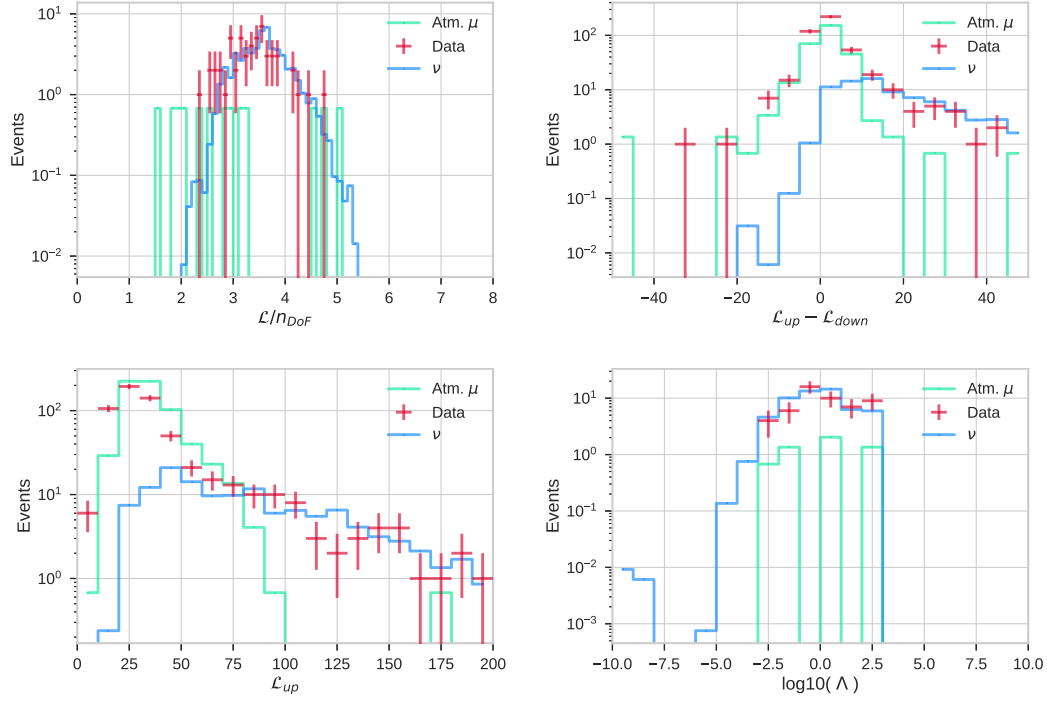 10¹
10⁰
10⁻¹
10⁻²
Events
Atm. μ
Data
ν
0 1 2 3 4 5 6 7 8
ℒ/n_DoF
10²
10¹
10⁰
10⁻¹
10⁻²
Events
Atm. μ
Data
ν
−40 −20 0 20 40
ℒ_up − ℒ_down
10²
10¹
10⁰
Events
Atm. μ
Data
ν
0 25 50 75 100 125 150 175 200
ℒ_up
10²
10¹
10⁰
10⁻¹
10⁻²
10⁻³
Events
Atm. μ
Data
ν
−10.0 −7.5 −5.0 −2.5 0.0 2.5 5.0 7.5 10.0
log10( Λ )